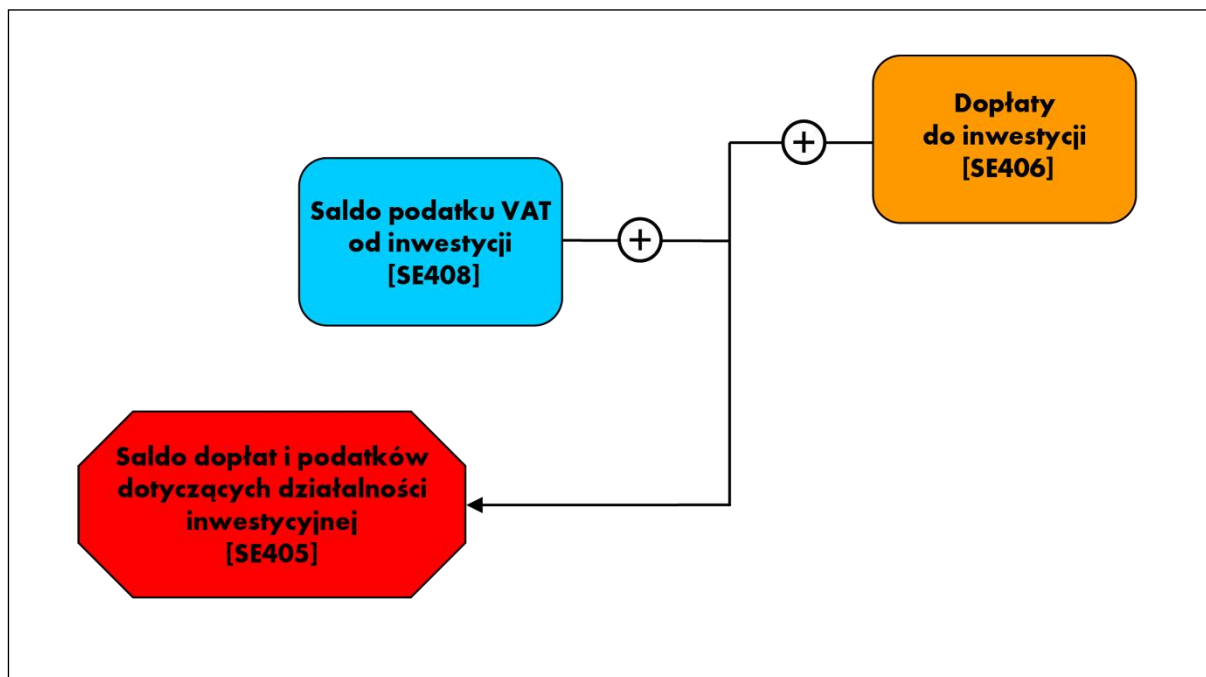 Dopłaty
do inwestycji
[SE406]
+
Saldo podatku VAT
od inwestycji
[SE408]
+
Saldo dopłat i podatków
dotyczących działalności
inwestycyjnej
[SE405]